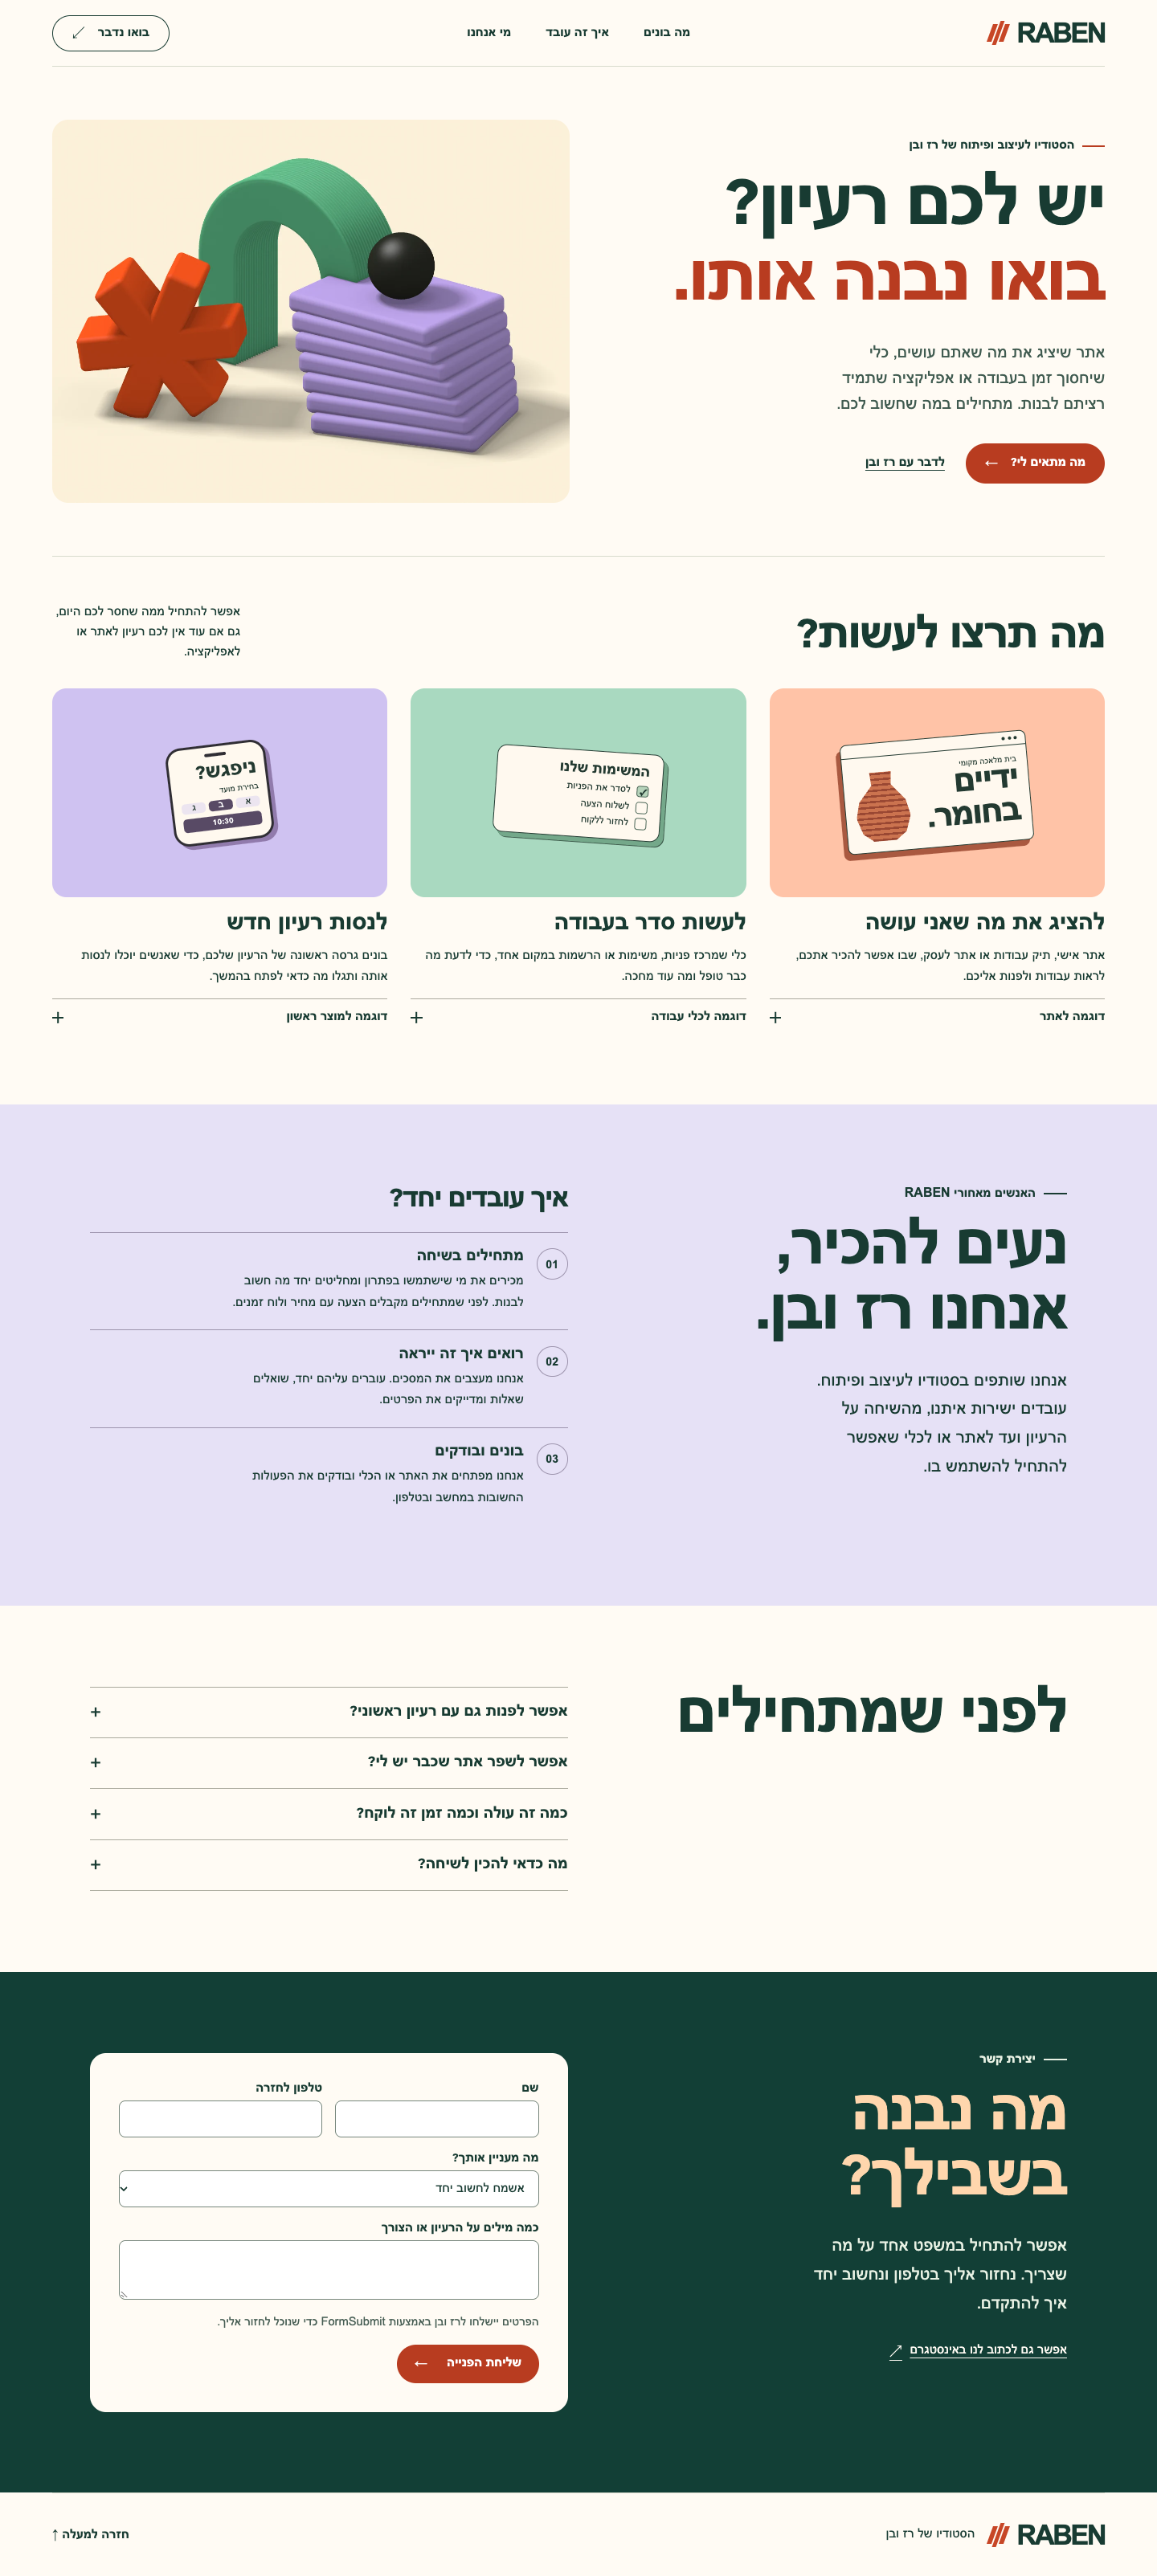 RABEN
מה בונים
איך זה עובד
מי אנחנו
בואו נדבר
הסטודיו לעיצוב ופיתוח של רז ובן
יש לכם רעיון?
בואו נבנה אותו.
אתר שיציג את מה שאתם עושים, כלי
שיחסוך זמן בעבודה או אפליקציה שתמיד
רציתם לבנות. מתחילים במה שחשוב לכם.
מה מתאים לי? ←
לדבר עם רז ובן
מה תרצו לעשות?
אפשר להתחיל ממה שחסר לכם היום,
גם אם עוד אין לכם רעיון לאתר או
לאפליקציה.
בית מלאכה מקומי
ידיים
בחומר.
להציג את מה שאני עושה
אתר אישי, תיק עבודות או אתר לעסק, שבו אפשר להכיר אתכם,
לראות עבודות ולפנות אליכם.
דוגמה לאתר +
המשימות שלנו
לסדר את הפניות
לשלוח הצעה
לחזור ללקוח
לעשות סדר בעבודה
כלי שמרכז פניות, משימות או הרשמות במקום אחד, כדי לדעת מה
כבר טופל ומה עוד מחכה.
דוגמה לכלי עבודה +
ניפגש?
בחירת מועד
א ב ג
10:30
לנסות רעיון חדש
בונים גרסה ראשונה של הרעיון שלכם, כדי שאנשים יוכלו לנסות
אותה ותגלו מה כדאי לפתח בהמשך.
דוגמה למוצר ראשון +
האנשים מאחורי RABEN
נעים להכיר,
אנחנו רז ובן.
אנחנו שותפים בסטודיו לעיצוב ופיתוח.
עובדים ישירות איתנו, מהשיחה על
הרעיון ועד לאתר או לכלי שאפשר
להתחיל להשתמש בו.
איך עובדים יחד?
01
מתחילים בשיחה
מכירים את מי שישתמשו בפתרון ומחליטים יחד מה חשוב
לבנות. לפני שמתחילים מקבלים הצעה עם מחיר ולוח זמנים.
02
רואים איך זה ייראה
אנחנו מעצבים את המסכים. עוברים עליהם יחד, שואלים
שאלות ומדייקים את הפרטים.
03
בונים ובודקים
אנחנו מפתחים את האתר או הכלי ובודקים את הפעולות
החשובות במחשב ובטלפון.
לפני שמתחילים
אפשר לפנות גם עם רעיון ראשוני? +
אפשר לשפר אתר שכבר יש לי? +
כמה זה עולה וכמה זמן זה לוקח? +
מה כדאי להכין לשיחה? +
יצירת קשר
מה נבנה
בשבילך?
אפשר להתחיל במשפט אחד על מה
שצריך. נחזור אליך בטלפון ונחשוב יחד
איך להתקדם.
אפשר גם לכתוב לנו באינסטגרם
שם
טלפון לחזרה
מה מעניין אותך?
אשמח לחשוב יחד
כמה מילים על הרעיון או הצורך
הפרטים יישלחו לרז ובן באמצעות FormSubmit כדי שנוכל לחזור אליך.
שליחת הפנייה ←
RABEN
הסטודיו של רז ובן
חזרה למעלה ↑